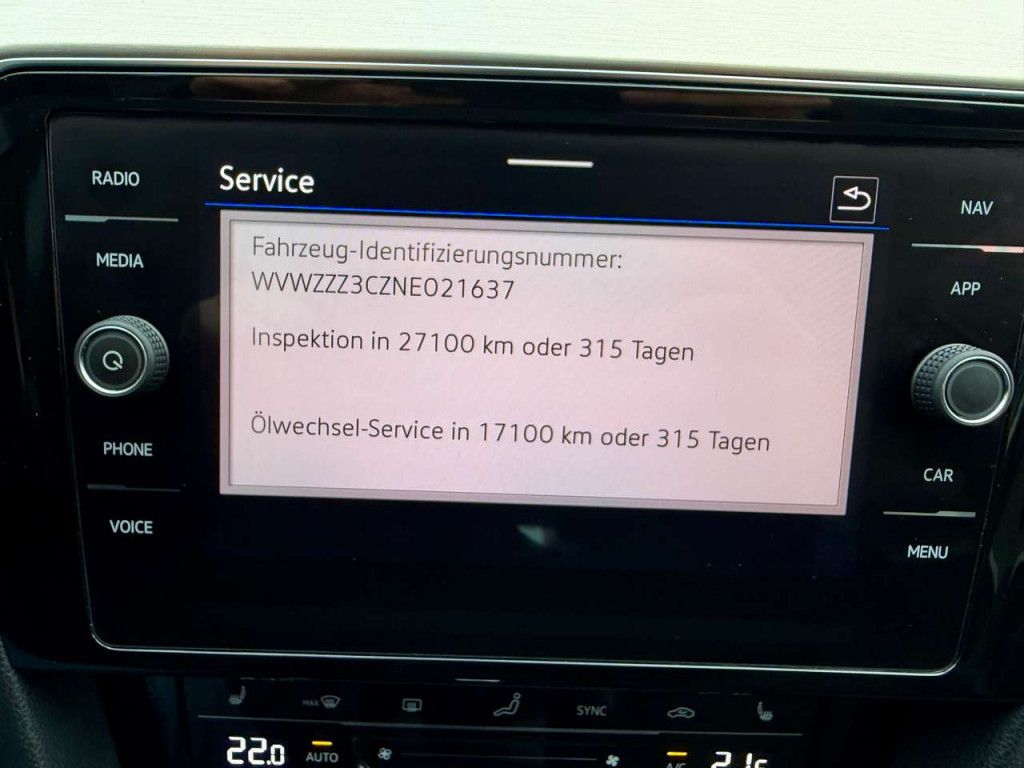 RADIO
MEDIA
PHONE
VOICE
Service
Fahrzeug-Identifizierungsnummer:
WVWZZZ3CZNE021637
Inspektion in 27100 km oder 315 Tagen
Ölwechsel-Service in 17100 km oder 315 Tagen
NAV
APP
CAR
MENU
MAX
SYNC
22.0
AUTO
A/C